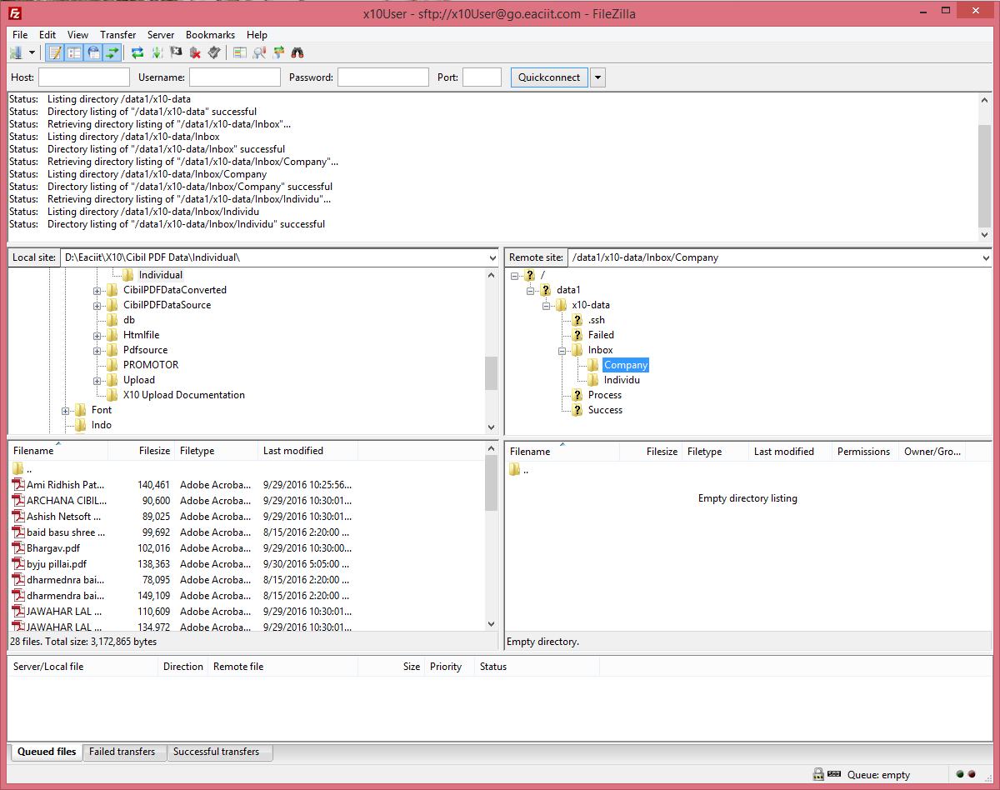 x10User - sftp://x10User@go.eaciit.com - FileZilla
File Edit View Transfer Server Bookmarks Help
Host: Username: Password: Port: Quickconnect
Status: Listing directory /data1/x10-data
Status: Directory listing of "/data1/x10-data" successful
Status: Retrieving directory listing of "/data1/x10-data/Inbox"...
Status: Listing directory /data1/x10-data/Inbox
Status: Directory listing of "/data1/x10-data/Inbox" successful
Status: Retrieving directory listing of "/data1/x10-data/Inbox/Company"...
Status: Listing directory /data1/x10-data/Inbox/Company
Status: Directory listing of "/data1/x10-data/Inbox/Company" successful
Status: Retrieving directory listing of "/data1/x10-data/Inbox/Individu"...
Status: Listing directory /data1/x10-data/Inbox/Individu
Status: Directory listing of "/data1/x10-data/Inbox/Individu" successful
Local site: D:\Eaciit\X10\Cibil PDF Data\Individual\
Individual
CibilPDFDataConverted
CibilPDFDataSource
db
Htmlfile
Pdfsource
PROMOTOR
Upload
X10 Upload Documentation
Font
Indo
Remote site: /data1/x10-data/Inbox/Company
/
data1
x10-data
.ssh
Failed
Inbox
Company
Individu
Process
Success
Filename Filesize Filetype Last modified
..
Ami Ridhish Pat... 140,461 Adobe Acroba... 9/29/2016 10:25:56...
ARCHANA CIBIL... 90,600 Adobe Acroba... 9/29/2016 10:30:01...
Ashish Netsoft ... 89,025 Adobe Acroba... 9/29/2016 10:30:01...
baid basu shree ... 99,692 Adobe Acroba... 8/15/2016 2:20:00 ...
Bhargav.pdf 102,016 Adobe Acroba... 9/29/2016 10:30:00...
byju pillai.pdf 138,363 Adobe Acroba... 9/30/2016 5:05:00 ...
dharmednra bai... 78,095 Adobe Acroba... 8/15/2016 2:20:00 ...
dharmendra bai... 149,109 Adobe Acroba... 8/15/2016 2:20:00 ...
JAWAHAR LAL ... 110,609 Adobe Acroba... 9/29/2016 10:30:01...
JAWAHAR LAL ... 134,972 Adobe Acroba... 9/29/2016 10:30:01...
28 files. Total size: 3,172,865 bytes
Filename Filesize Filetype Last modified Permissions Owner/Gro...
..
Empty directory listing
Empty directory.
Server/Local file Direction Remote file Size Priority Status
Queued files Failed transfers Successful transfers
Queue: empty